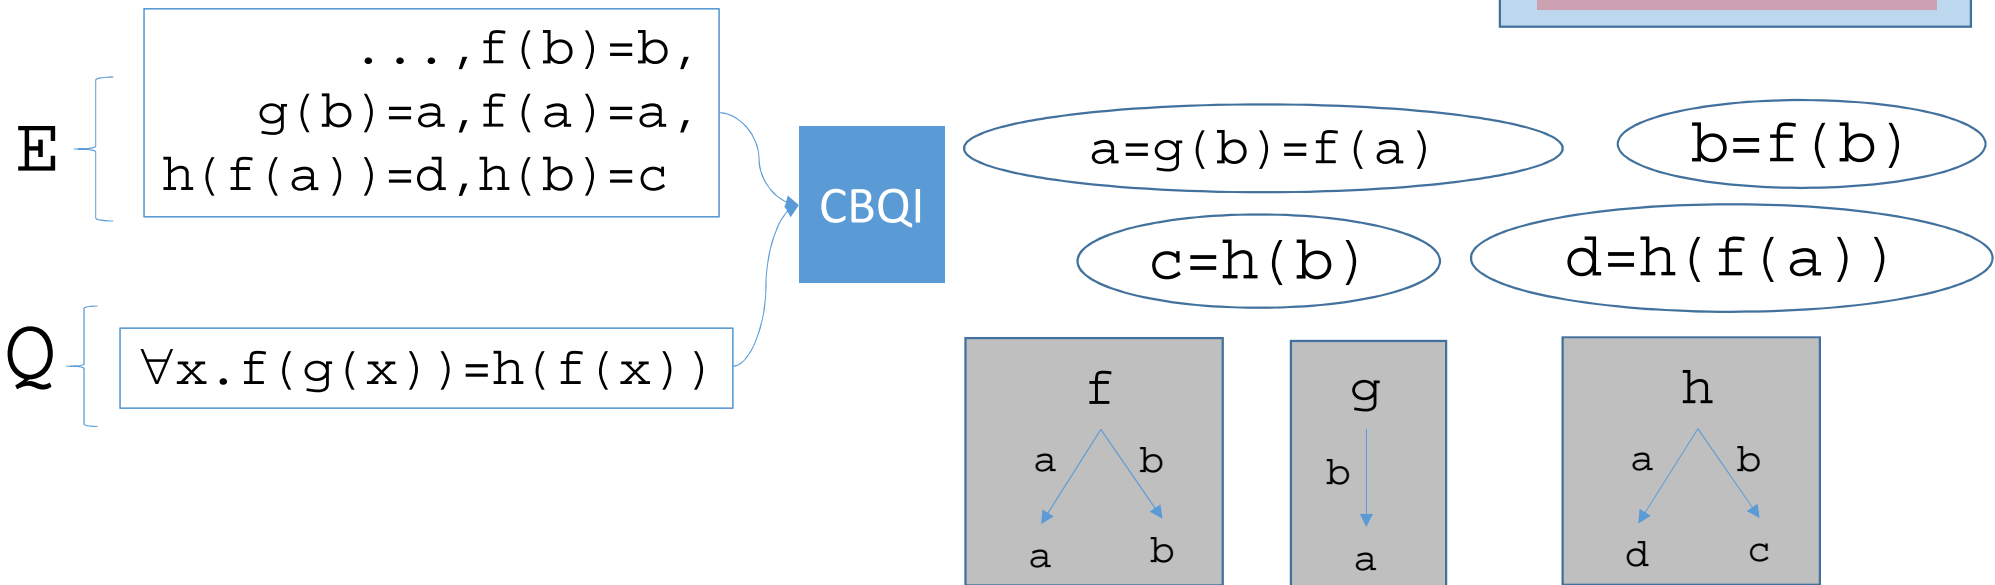 E
...,f(b)=b,
g(b)=a,f(a)=a,
h(f(a))=d,h(b)=c
Q
∀x.f(g(x))=h(f(x))
CBQI
a=g(b)=f(a)
b=f(b)
c=h(b)
d=h(f(a))
f
a b
a b
g
b
a
h
a b
d c